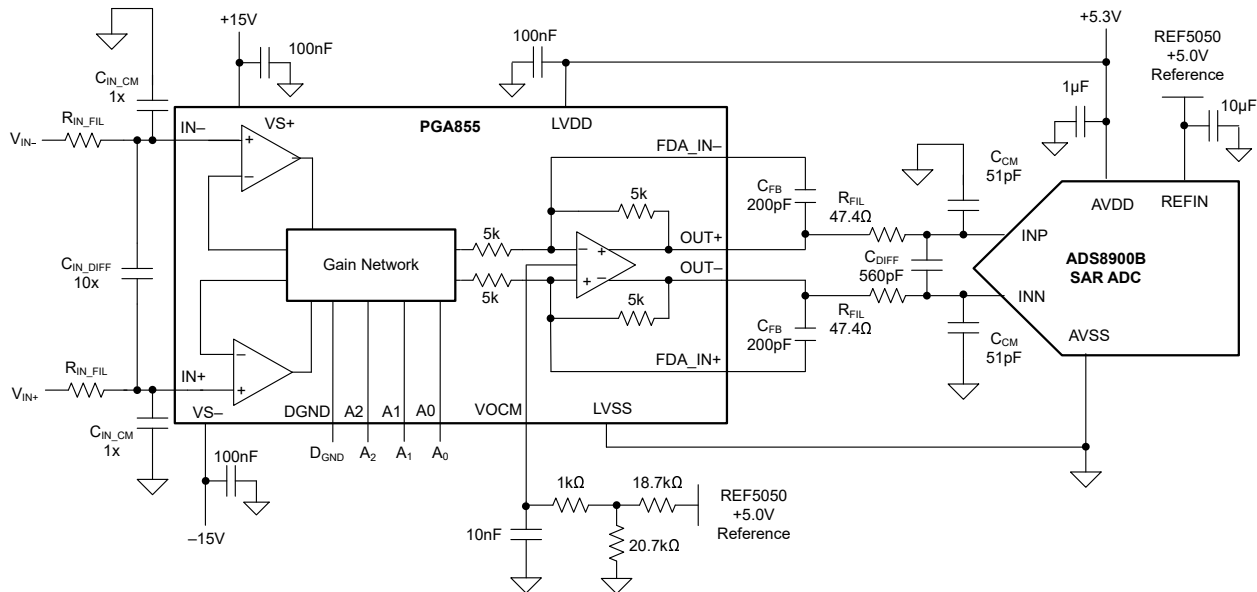 +15V
100nF
100nF
+5.3V
REF5050
+5.0V
Reference
C_IN_CM
1x
1µF
10µF
R_IN_FIL
V_IN–
IN–
VS+
PGA855
LVDD
FDA_IN–
C_FB
200pF
R_FIL
47.4Ω
C_CM
51pF
AVDD
REFIN
5k
5k
OUT+
INP
C_IN_DIFF
10x
Gain Network
C_DIFF
560pF
ADS8900B
SAR ADC
OUT–
5k
5k
INN
R_FIL
47.4Ω
C_FB
200pF
C_CM
51pF
AVSS
FDA_IN+
R_IN_FIL
V_IN+
IN+
VS–
DGND
A2
A1
A0
VOCM
LVSS
C_IN_CM
1x
100nF
D_GND
A_2
A_1
A_0
–15V
1kΩ
18.7kΩ
REF5050
+5.0V
Reference
10nF
20.7kΩ
+
–
–
+
–
+
–
+